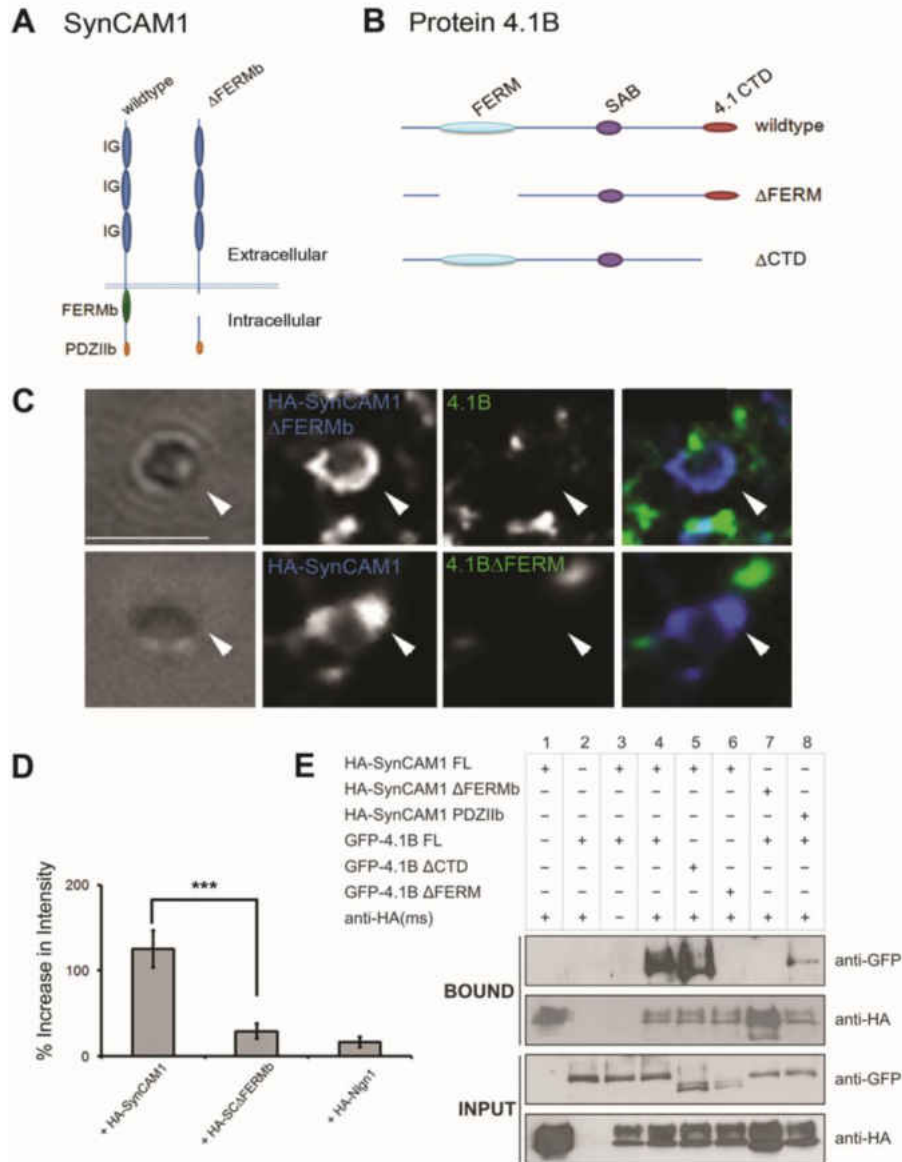 A SynCAM1
wildtype
ΔFERMb
IG
IG
IG
Extracellular
FERMb
Intracellular
PDZIIb
B Protein 4.1B
FERM
SAB
4.1 CTD
wildtype
ΔFERM
ΔCTD
C
HA-SynCAM1
ΔFERMb
4.1B
HA-SynCAM1
4.1BΔFERM
D
% Increase in Intensity
200
100
0
***
+ HA-SynCAM1
+ HA-SCΔFERMb
+ HA-Nlgn1
E
1 2 3 4 5 6 7 8
HA-SynCAM1 FL + – + + + + – –
HA-SynCAM1 ΔFERMb – – – – – – + –
HA-SynCAM1 PDZIIb – – – – – – – +
GFP-4.1B FL – + + + – – + +
GFP-4.1B ΔCTD – – – – + – – –
GFP-4.1B ΔFERM – – – – – + – –
anti-HA(ms) + + – + + + + +
BOUND
anti-GFP
anti-HA
INPUT
anti-GFP
anti-HA